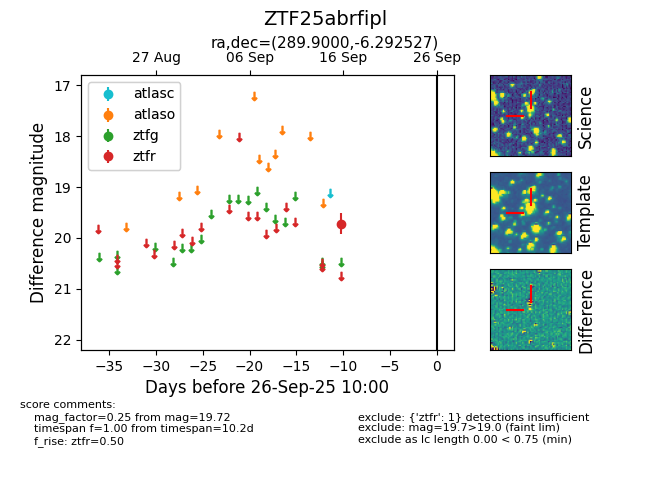 ZTF25abrfipl
ra,dec=(289.9000,-6.292527)
27 Aug 06 Sep 16 Sep 26 Sep
atlasc
atlaso
ztfg
ztfr
17
18
19
20
21
22
Difference magnitude
−35 −30 −25 −20 −15 −10 −5 0
Days before 26-Sep-25 10:00
Science
Template
Difference
score comments:
mag_factor=0.25 from mag=19.72
timespan f=1.00 from timespan=10.2d
f_rise: ztfr=0.50
exclude: {'ztfr': 1} detections insufficient
exclude: mag=19.7>19.0 (faint lim)
exclude as lc length 0.00 < 0.75 (min)